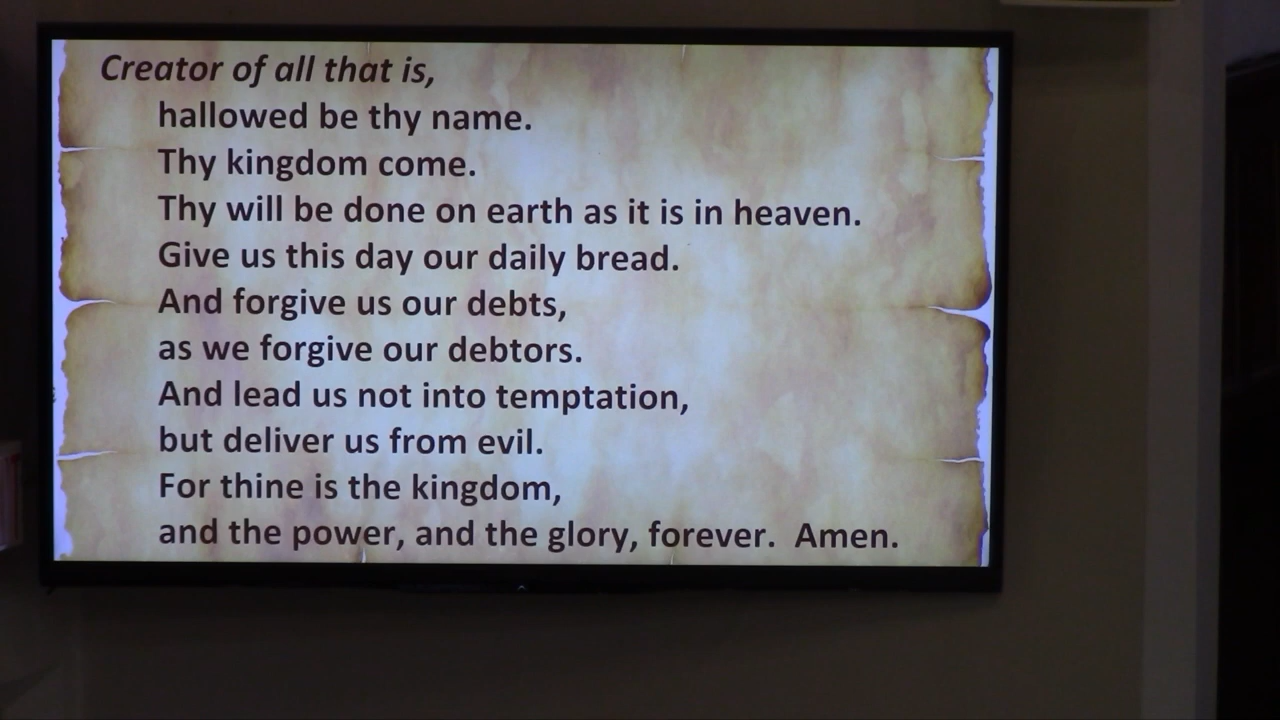 Creator of all that is,
hallowed be thy name.
Thy kingdom come.
Thy will be done on earth as it is in heaven.
Give us this day our daily bread.
And forgive us our debts,
as we forgive our debtors.
And lead us not into temptation,
but deliver us from evil.
For thine is the kingdom,
and the power, and the glory, forever.  Amen.